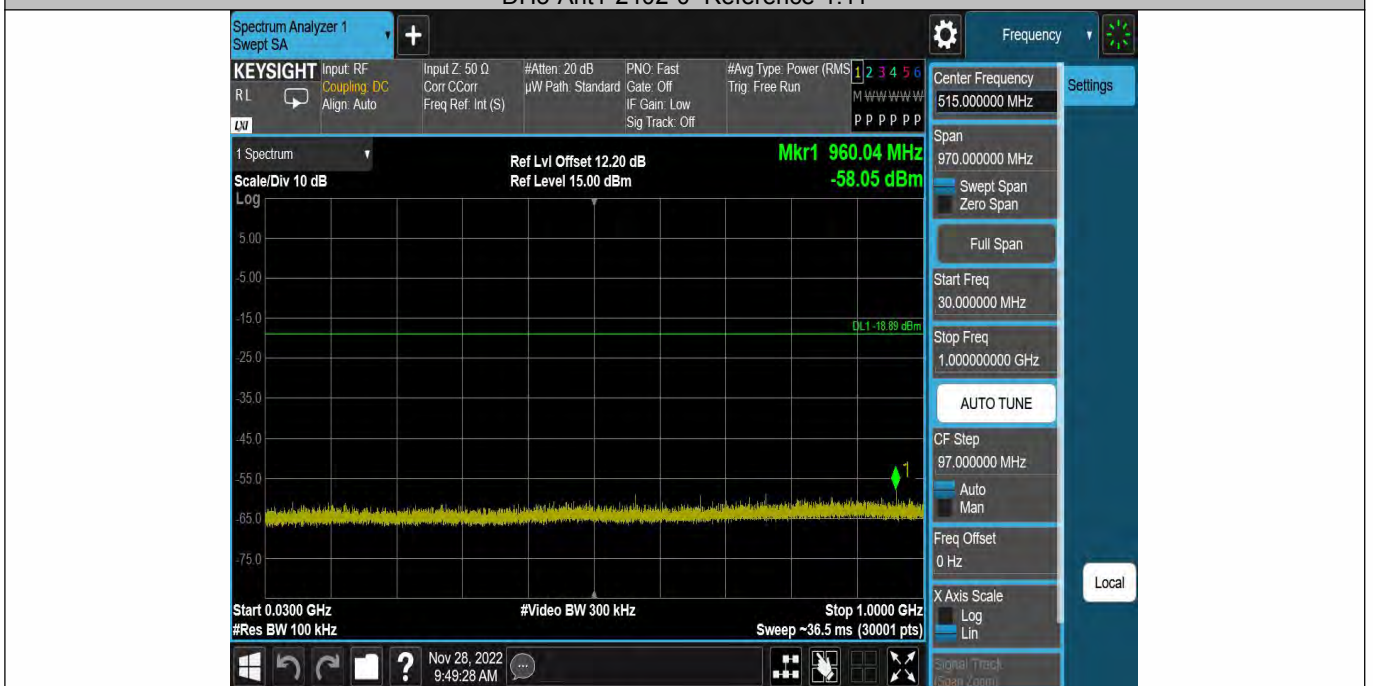 Spectrum Analyzer 1
Swept SA
Frequency
KEYSIGHT
RL
LXI
Input: RF
Coupling: DC
Align: Auto
Input Z: 50 Ω
Corr CCorr
Freq Ref: Int (S)
#Atten: 20 dB
µW Path: Standard
PNO: Fast
Gate: Off
IF Gain: Low
Sig Track: Off
#Avg Type: Power (RMS
Trig: Free Run
1 2 3 4 5 6
M W W W W W
P P P P P P
1 Spectrum
Scale/Div 10 dB
Log
Ref Lvl Offset 12.20 dB
Ref Level 15.00 dBm
Mkr1 960.04 MHz
-58.05 dBm
5.00
-5.00
-15.0
DL1 -18.89 dBm
-25.0
-35.0
-45.0
-55.0
1
-65.0
-75.0
Start 0.0300 GHz
#Res BW 100 kHz
#Video BW 300 kHz
Stop 1.0000 GHz
Sweep ~36.5 ms (30001 pts)
Nov 28, 2022
9:49:28 AM
Center Frequency
515.000000 MHz
Settings
Span
970.000000 MHz
Swept Span
Zero Span
Full Span
Start Freq
30.000000 MHz
Stop Freq
1.000000000 GHz
AUTO TUNE
CF Step
97.000000 MHz
Auto
Man
Freq Offset
0 Hz
Local
X Axis Scale
Log
Lin
Signal Track
(Span Zoom)